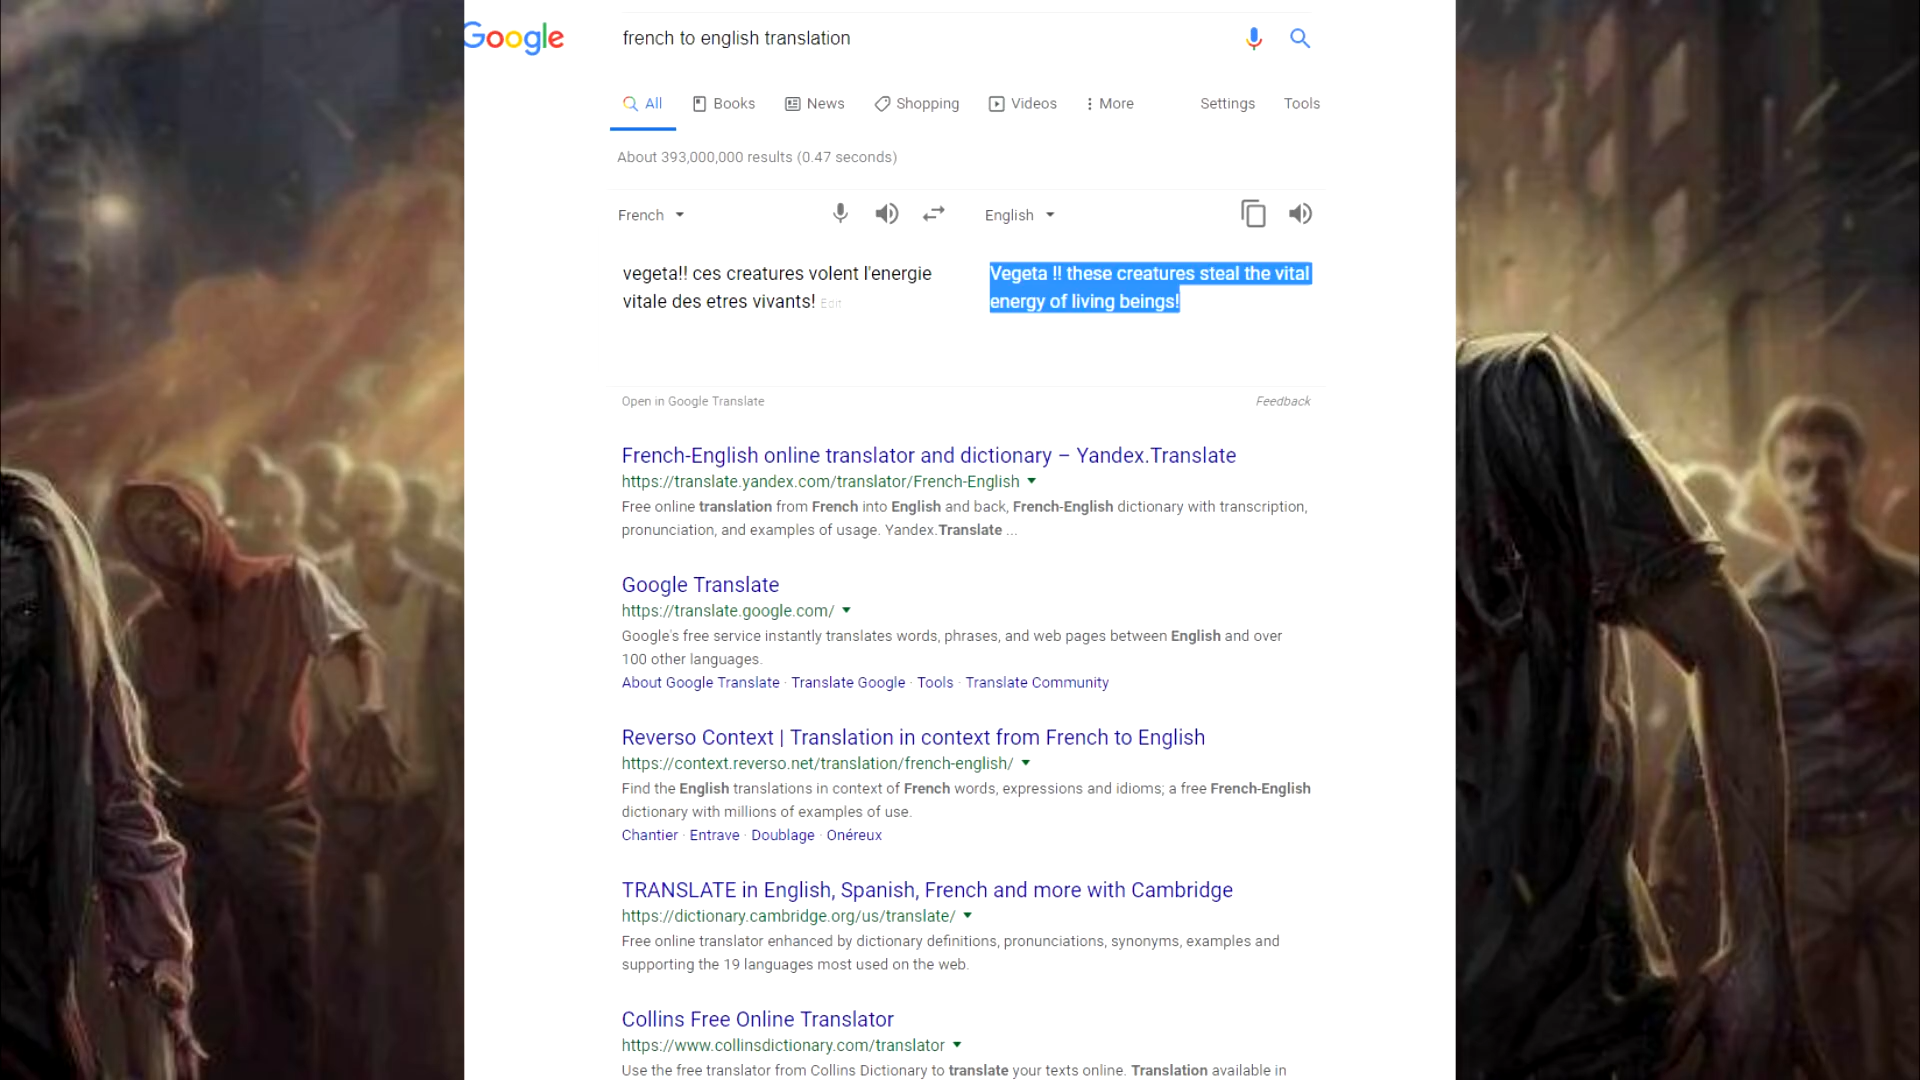 Google
french to english translation
All Books News Shopping Videos More Settings Tools
About 393,000,000 results (0.47 seconds)
French English
vegeta!! ces creatures volent l'energie
vitale des etres vivants! Edit
Vegeta !! these creatures steal the vital
energy of living beings!
Open in Google Translate Feedback
French-English online translator and dictionary – Yandex.Translate
https://translate.yandex.com/translator/French-English
Free online translation from French into English and back, French-English dictionary with transcription,
pronunciation, and examples of usage. Yandex.Translate ...
Google Translate
https://translate.google.com/
Google's free service instantly translates words, phrases, and web pages between English and over
100 other languages.
About Google Translate · Translate Google · Tools · Translate Community
Reverso Context | Translation in context from French to English
https://context.reverso.net/translation/french-english/
Find the English translations in context of French words, expressions and idioms; a free French-English
dictionary with millions of examples of use.
Chantier · Entrave · Doublage · Onéreux
TRANSLATE in English, Spanish, French and more with Cambridge
https://dictionary.cambridge.org/us/translate/
Free online translator enhanced by dictionary definitions, pronunciations, synonyms, examples and
supporting the 19 languages most used on the web.
Collins Free Online Translator
https://www.collinsdictionary.com/translator
Use the free translator from Collins Dictionary to translate your texts online. Translation available in